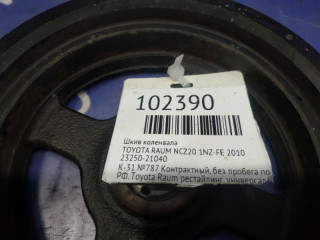 102390
Шкив коленвала
TOYOTA RAUM NCZ20 1NZ-FE 2010
23250-21040
К-31 №787 Контрактный, без пробега по
РФ. Toyota Raum рестайлинг, универсал